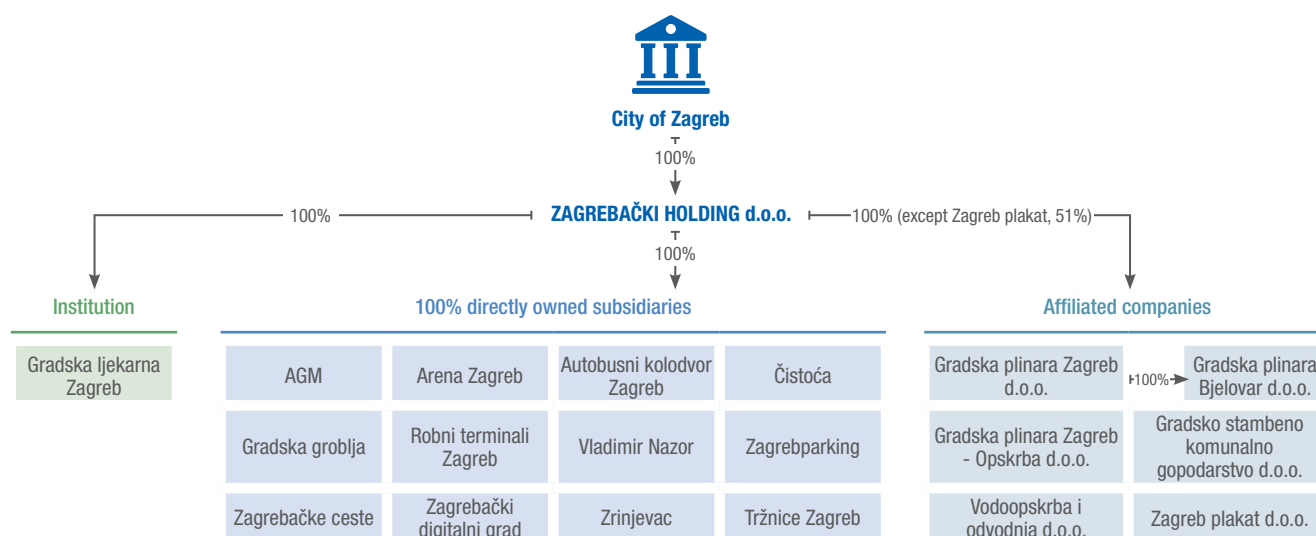 City of Zagreb
100%
ZAGREBAČKI HOLDING d.o.o.
100%
100% (except Zagreb plakat, 51%)
100%
Institution
100% directly owned subsidiaries
Affiliated companies
Gradska ljekarna
Zagreb
AGM
Arena Zagreb
Autobusni kolodvor
Zagreb
Čistoća
Gradska groblja
Robni terminali
Zagreb
Vladimir Nazor
Zagrebparking
Zagrebačke ceste
Zagrebački
digitalni grad
Zrinjevac
Tržnice Zagreb
Gradska plinara Zagreb
d.o.o.
100%
Gradska plinara
Bjelovar d.o.o.
Gradska plinara Zagreb
- Opskrba d.o.o.
Gradsko stambeno
komunalno
gopodarstvo d.o.o.
Vodoopskrba i
odvodnja d.o.o.
Zagreb plakat d.o.o.